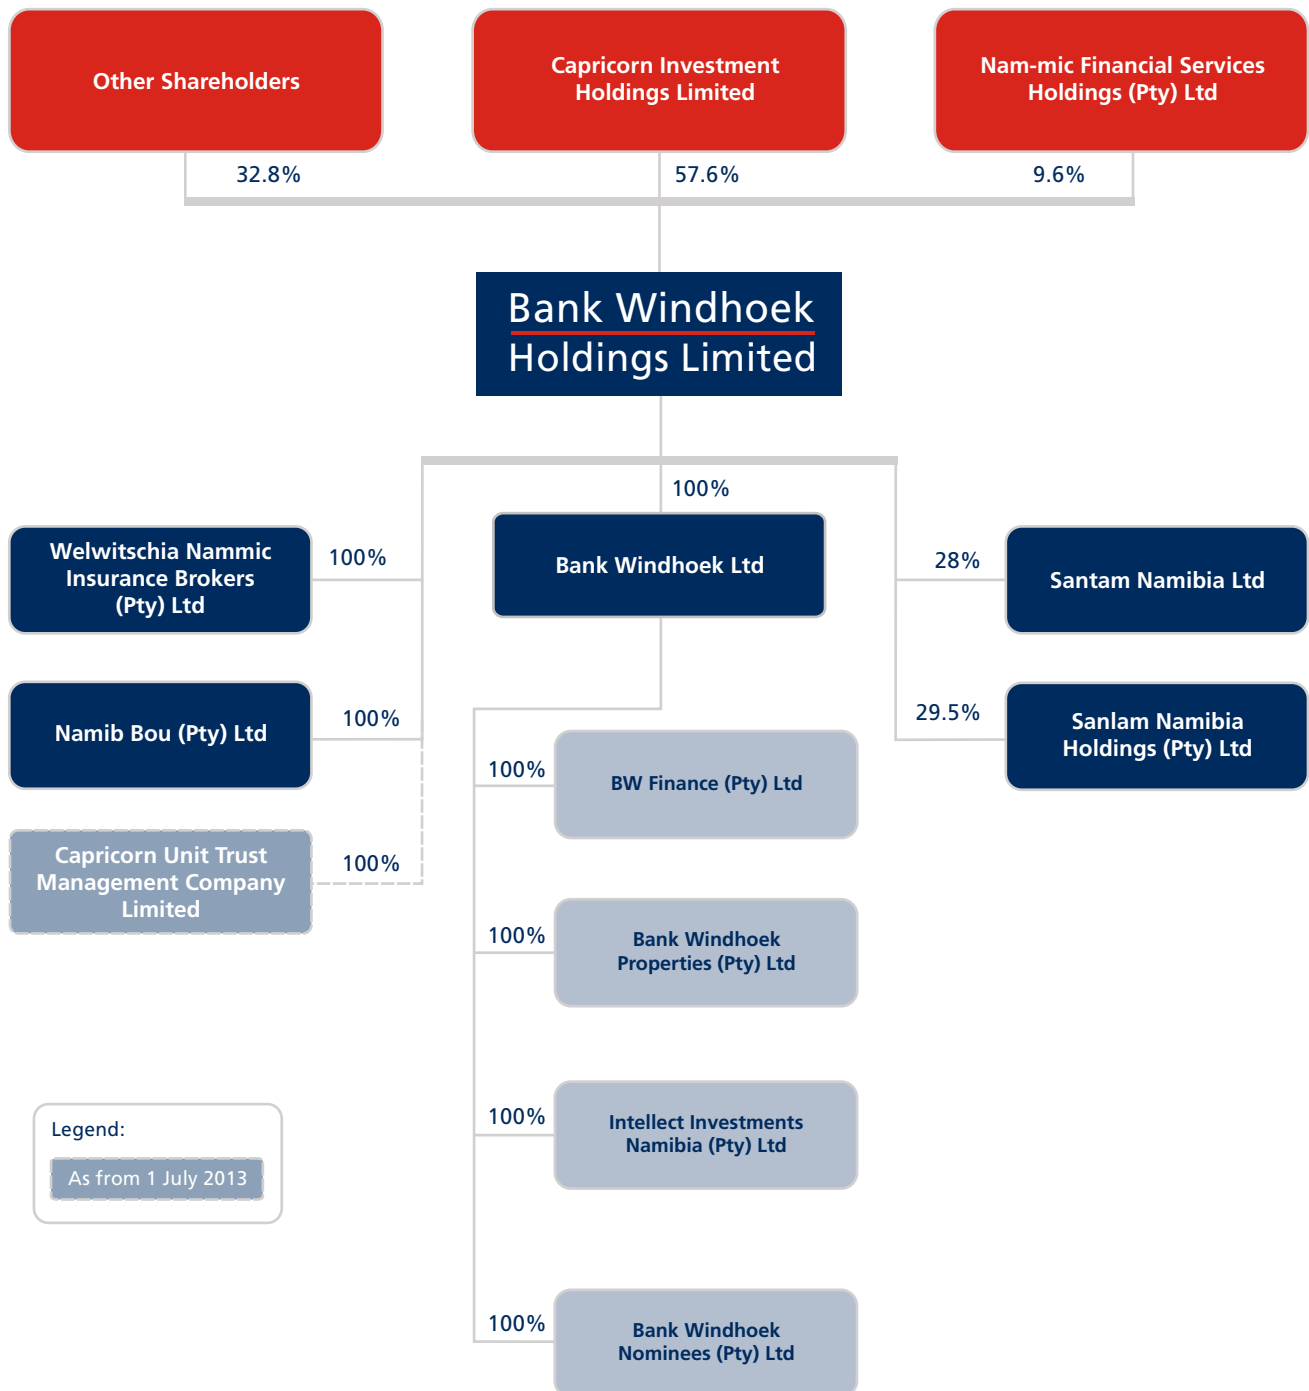 Other Shareholders
Capricorn Investment
Holdings Limited
Nam-mic Financial Services
Holdings (Pty) Ltd
32.8%
57.6%
9.6%
Bank Windhoek
Holdings Limited
100%
Welwitschia Nammic
Insurance Brokers
(Pty) Ltd
100%
Bank Windhoek Ltd
28%
Santam Namibia Ltd
Namib Bou (Pty) Ltd
100%
29.5%
Sanlam Namibia
Holdings (Pty) Ltd
100%
BW Finance (Pty) Ltd
Capricorn Unit Trust
Management Company
Limited
100%
100%
Bank Windhoek
Properties (Pty) Ltd
100%
Intellect Investments
Namibia (Pty) Ltd
Legend:
As from 1 July 2013
100%
Bank Windhoek
Nominees (Pty) Ltd